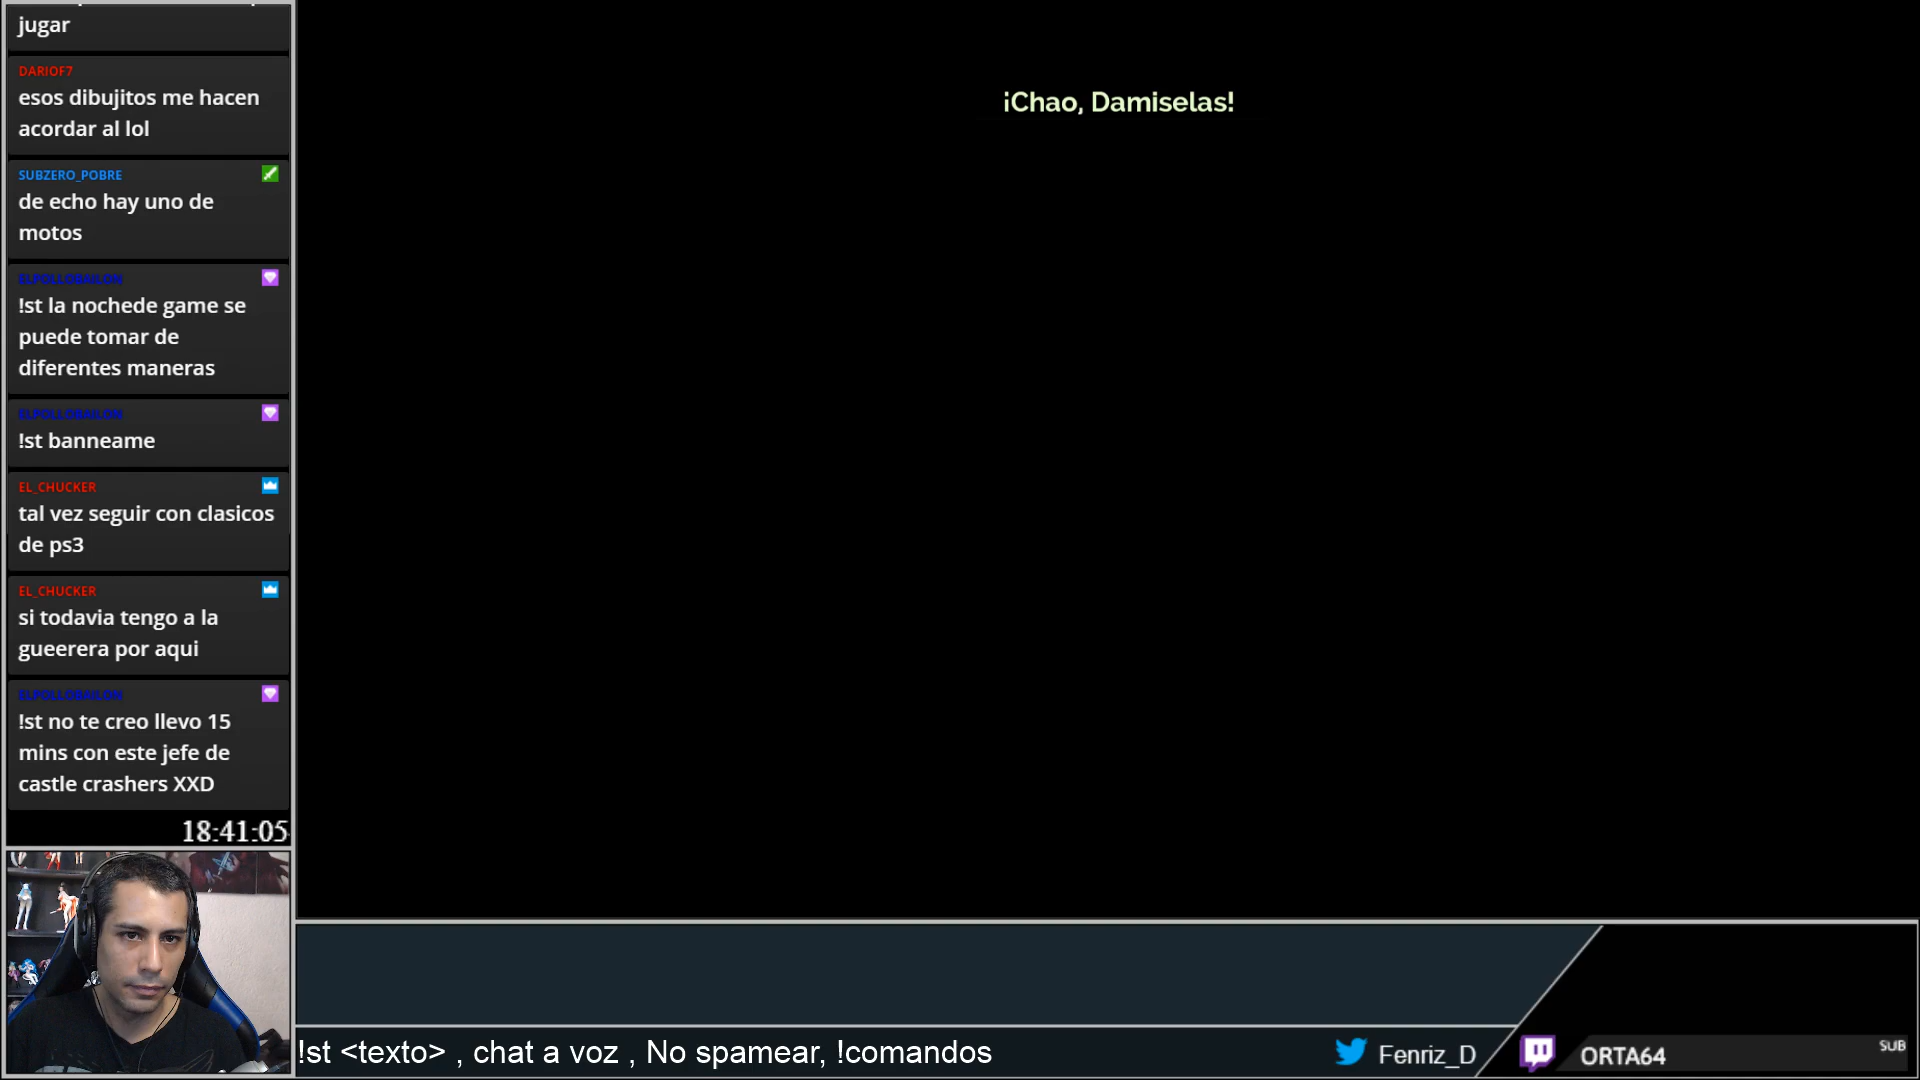 jugar
DARIOF7
esos dibujitos me hacen
acordar al lol
SUBZERO_POBRE
de echo hay uno de
motos
ELPOLLOBAILON
!st la nochede game se
puede tomar de
diferentes maneras
ELPOLLOBAILON
!st banneame
EL_CHUCKER
tal vez seguir con clasicos
de ps3
EL_CHUCKER
si todavia tengo a la
gueerera por aqui
ELPOLLOBAILON
!st no te creo llevo 15
mins con este jefe de
castle crashers XXD
18:41:05
¡Chao, Damiselas!
!st <texto> , chat a voz , No spamear, !comandos
Fenriz_D
ORTA64
SUB